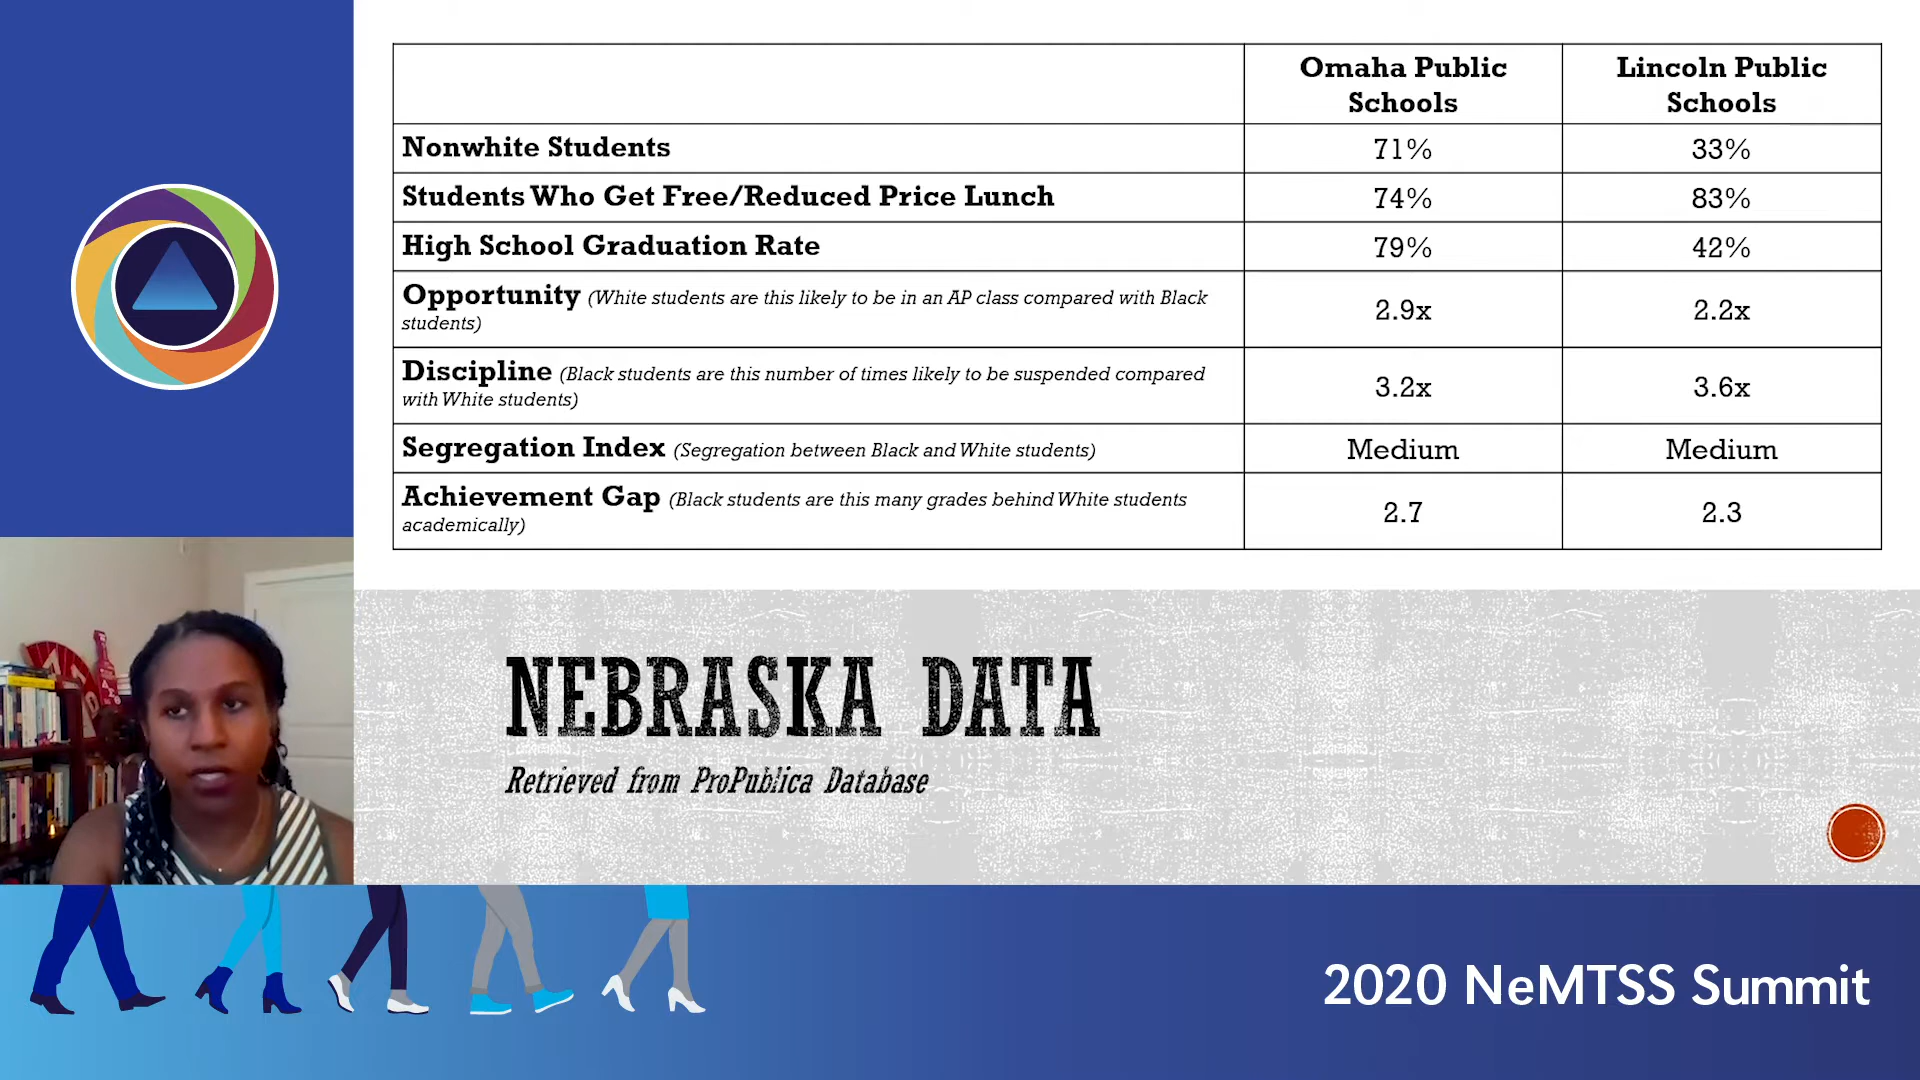 Omaha Public
Schools
Lincoln Public
Schools
Nonwhite Students
71%
33%
Students Who Get Free/Reduced Price Lunch
74%
83%
High School Graduation Rate
79%
42%
Opportunity (White students are this likely to be in an AP class compared with Black
students)
2.9x
2.2x
Discipline (Black students are this number of times likely to be suspended compared
with White students)
3.2x
3.6x
Segregation Index (Segregation between Black and White students)
Medium
Medium
Achievement Gap (Black students are this many grades behind White students
academically)
2.7
2.3
NEBRASKA DATA
Retrieved from ProPublica Database
2020 NeMTSS Summit